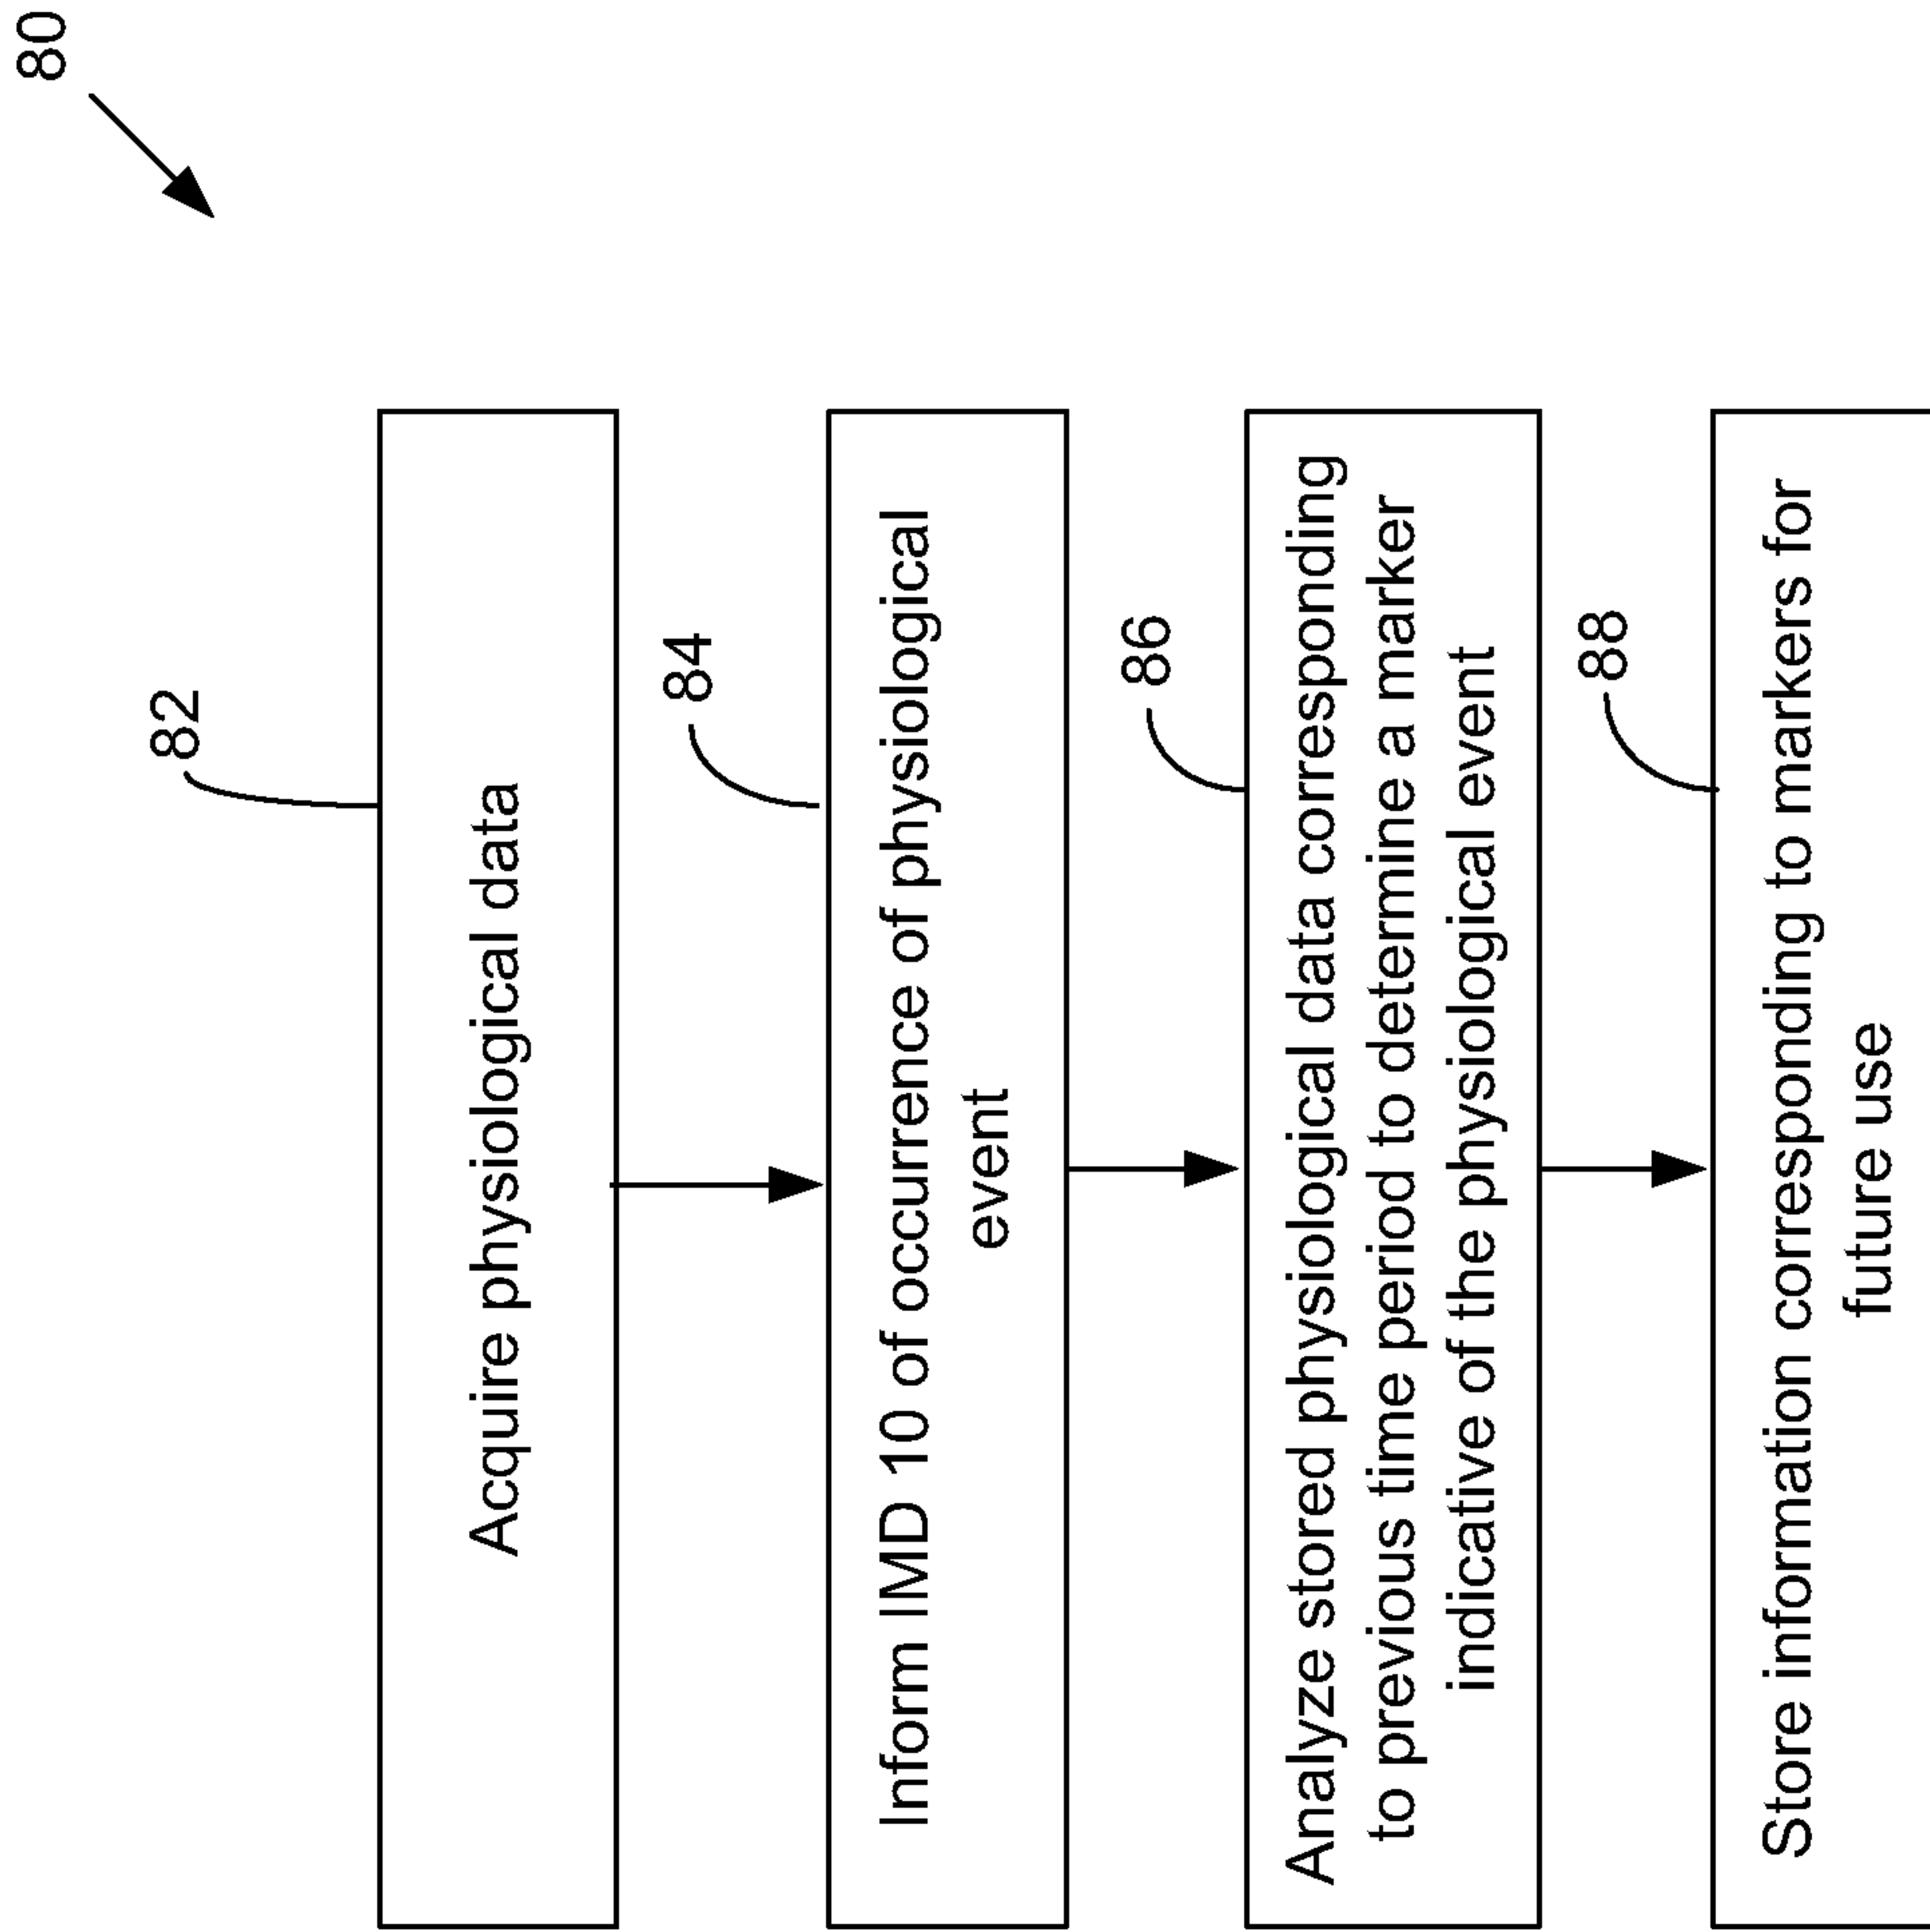 80
82
Acquire physiological data
84
Inform IMD 10 of occurrence of physiological
event
86
Analyze stored physiological data corresponding
to previous time period to determine a marker
indicative of the physiological event
88
Store information corresponding to markers for
future use